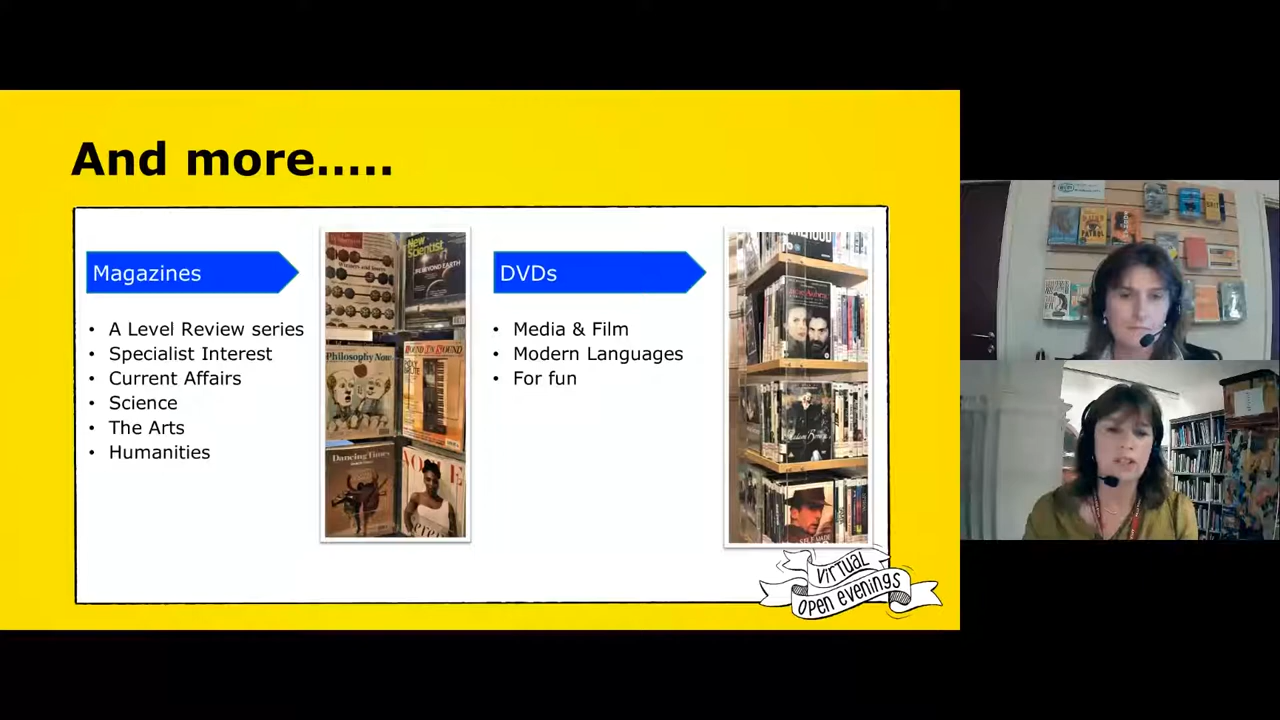 And more.....
Magazines
• A Level Review series
• Specialist Interest
• Current Affairs
• Science
• The Arts
• Humanities
New
Scientist
Philosophy Now
Dancing Times
DVDs
• Media & Film
• Modern Languages
• For fun
VIRTUAL
OPEN EVENINGS